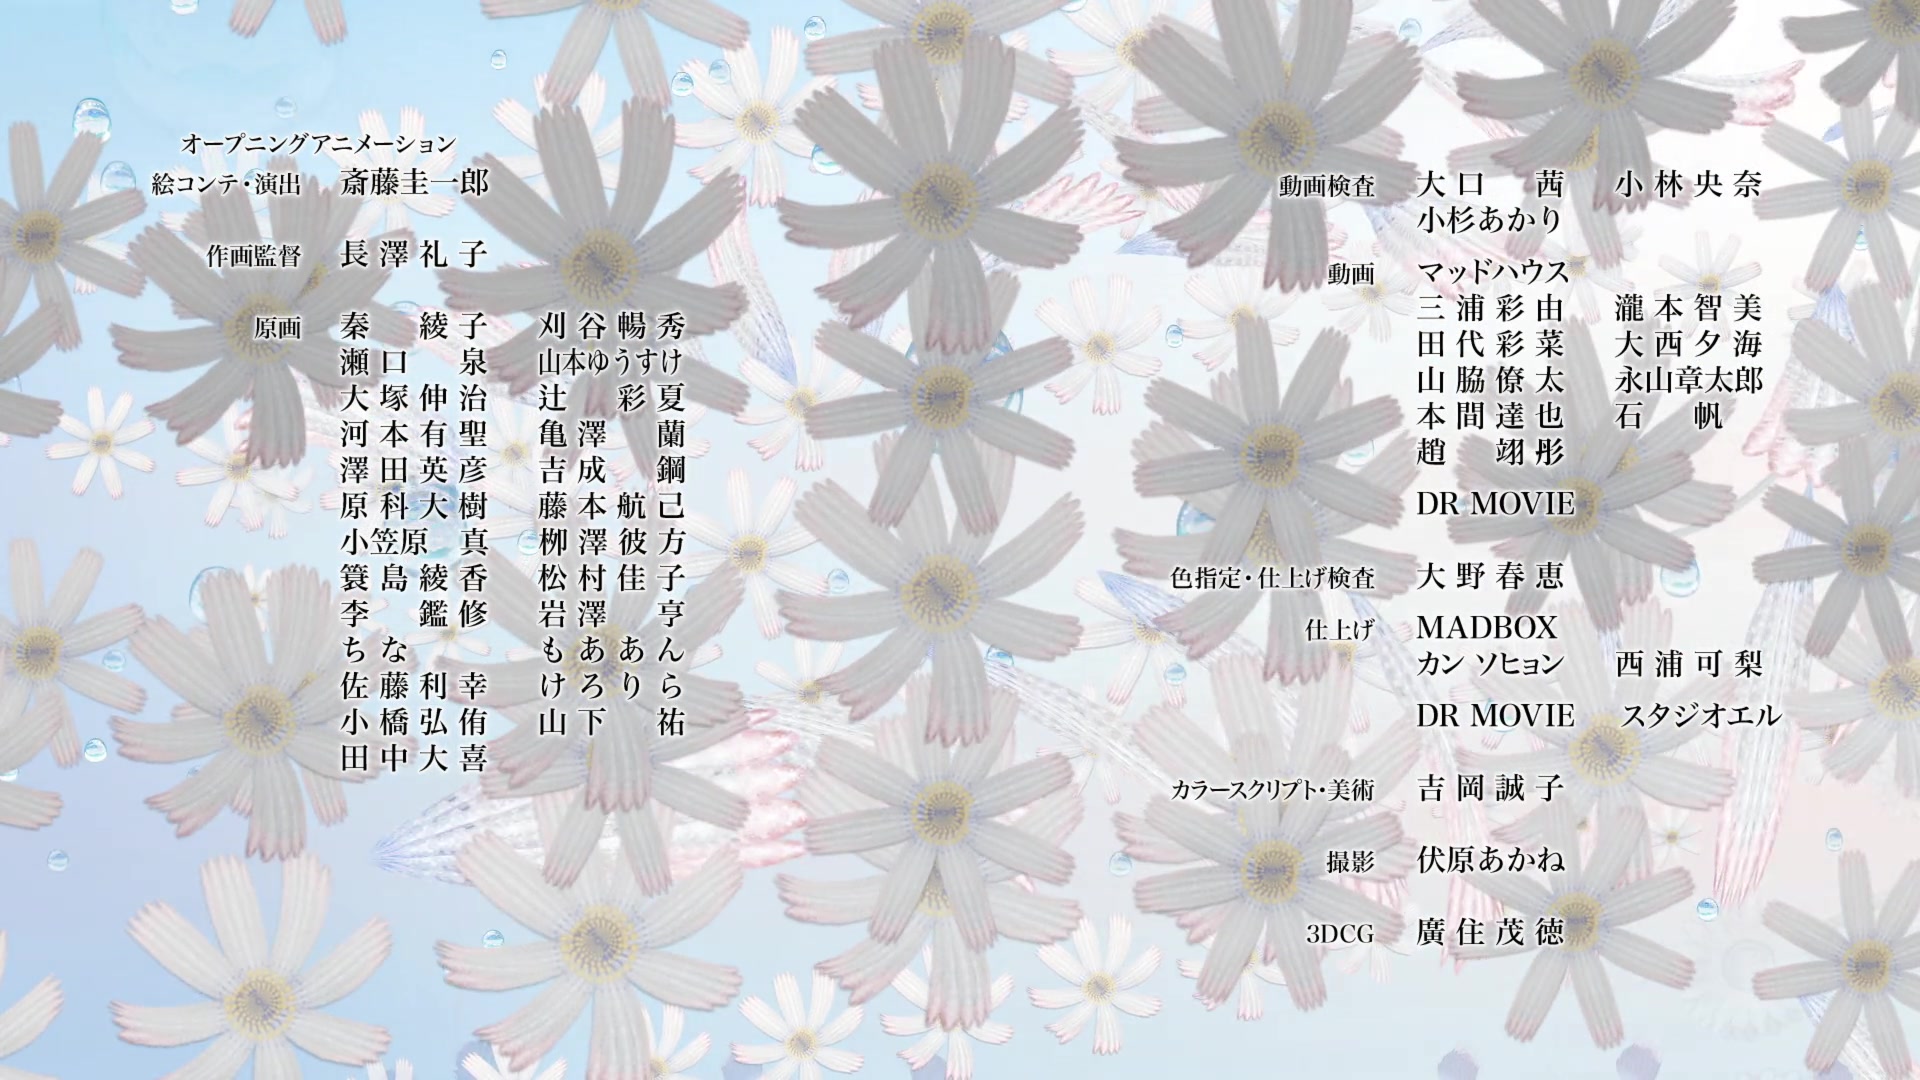 オープニングアニメーション
絵コンテ・演出 斎藤圭一郎
作画監督 長澤礼子
原画 秦 綾子 刈谷暢秀
瀬口 泉 山本ゆうすけ
大塚伸治 辻 彩夏
河本有聖 亀澤 蘭
澤田英彦 吉成 鋼
原科大樹 藤本航己
小笠原 真 柳澤彼方
簑島綾香 松村佳子
李 鑑修 岩澤 亨
ちな もああん
佐藤利幸 けろりら
小橋弘侑 山下 祐
田中大喜
動画検査 大口 茜 小林央奈
小杉あかり
動画 マッドハウス
三浦彩由 瀧本智美
田代彩菜 大西夕海
山脇僚太 永山章太郎
本間達也 石 帆
趙 翊彤
DR MOVIE
色指定・仕上げ検査 大野春恵
仕上げ MADBOX
カン ソヒョン 西浦可梨
DR MOVIE スタジオエル
カラースクリプト・美術 吉岡誠子
撮影 伏原あかね
3DCG 廣住茂徳